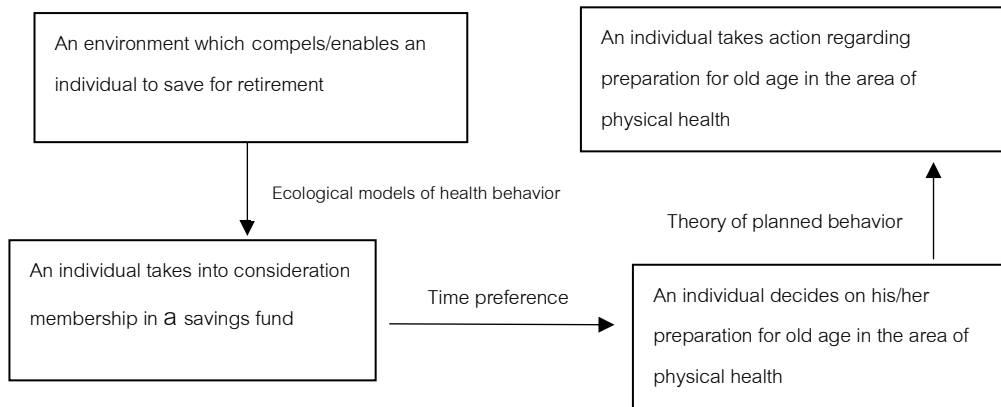 An environment which compels/enables an
individual to save for retirement
Ecological models of health behavior
An individual takes into consideration
membership in a savings fund
Time preference
An individual decides on his/her
preparation for old age in the area of
physical health
Theory of planned behavior
An individual takes action regarding
preparation for old age in the area of
physical health